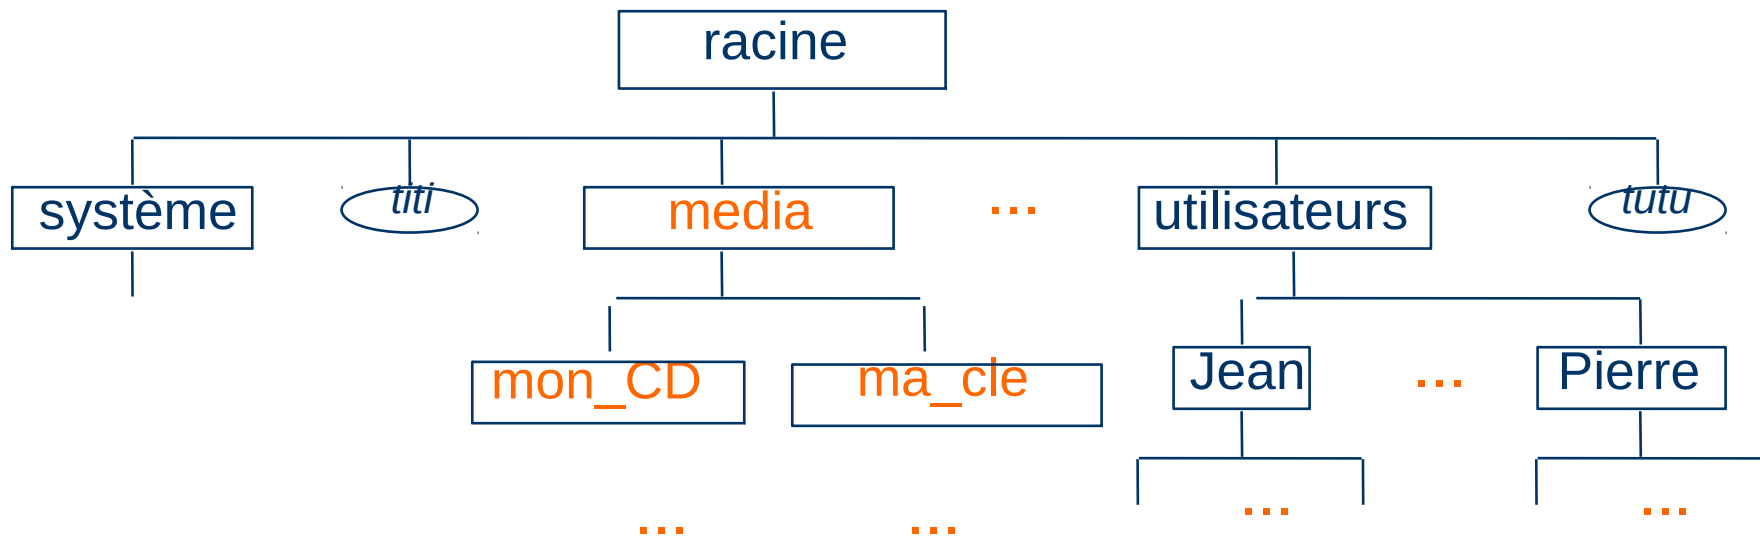 racine
système
titi
media
...
utilisateurs
tutu
mon_CD
ma_cle
Jean
...
Pierre
...
...
...
...